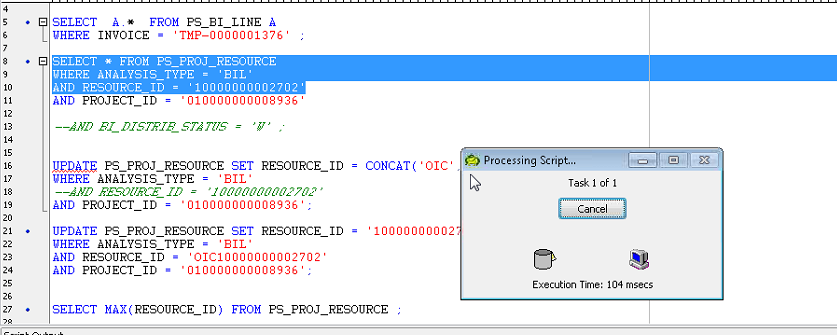 4
5 SELECT A.* FROM PS_BI_LINE A
6 WHERE INVOICE = 'TMP-0000001376' ;
7
8 SELECT * FROM PS_PROJ_RESOURCE
9 WHERE ANALYSIS_TYPE = 'BIL'
10 AND RESOURCE_ID = '10000000002702'
11 AND PROJECT_ID = '010000000008936'
12
13 --AND BI_DISTRIB_STATUS = 'W' ;
14
15
16 UPDATE PS_PROJ_RESOURCE SET RESOURCE_ID = CONCAT('OIC',
17 WHERE ANALYSIS_TYPE = 'BIL'
18 --AND RESOURCE_ID = '10000000002702'
19 AND PROJECT_ID = '010000000008936';
20
21 UPDATE PS_PROJ_RESOURCE SET RESOURCE_ID = '100000000027
22 WHERE ANALYSIS_TYPE = 'BIL'
23 AND RESOURCE_ID = 'OIC10000000002702'
24 AND PROJECT_ID = '010000000008936';
25
26
27 SELECT MAX(RESOURCE_ID) FROM PS_PROJ_RESOURCE ;
28
Processing Script...
Task 1 of 1
Cancel
Execution Time: 104 msecs
Script Output